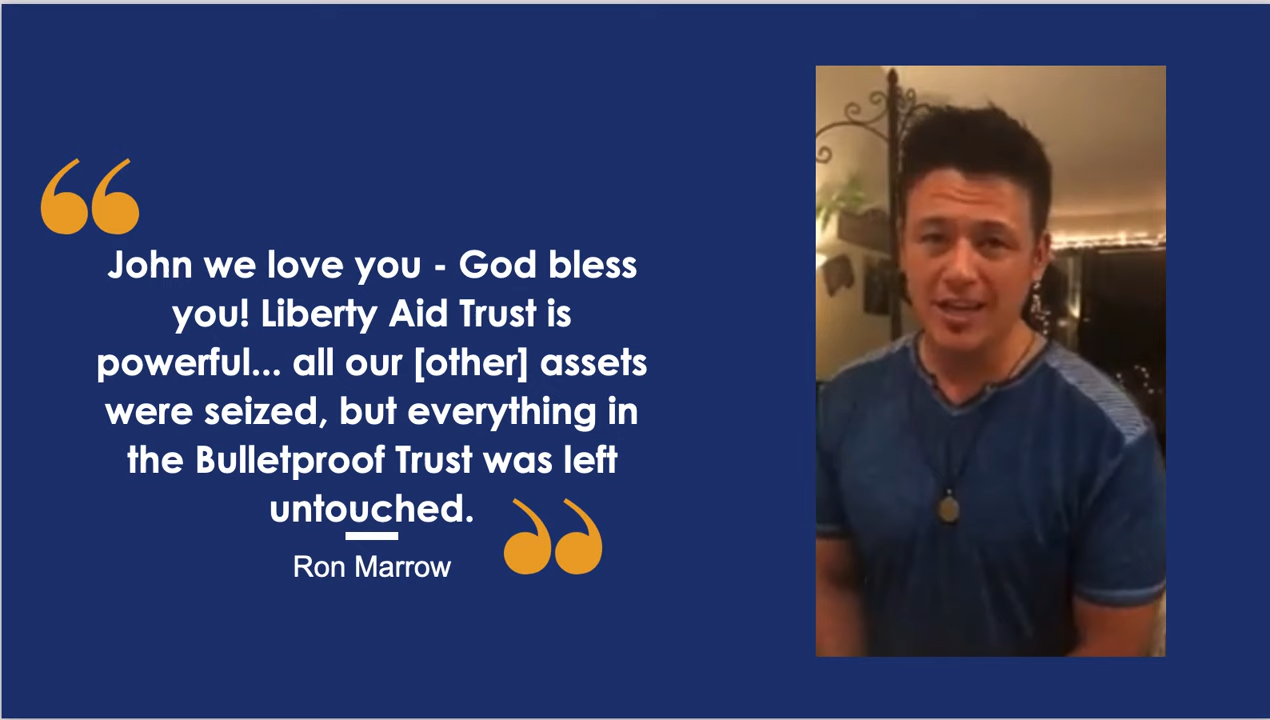 John we love you - God bless
you! Liberty Aid Trust is
powerful... all our [other] assets
were seized, but everything in
the Bulletproof Trust was left
untouched.
Ron Marrow